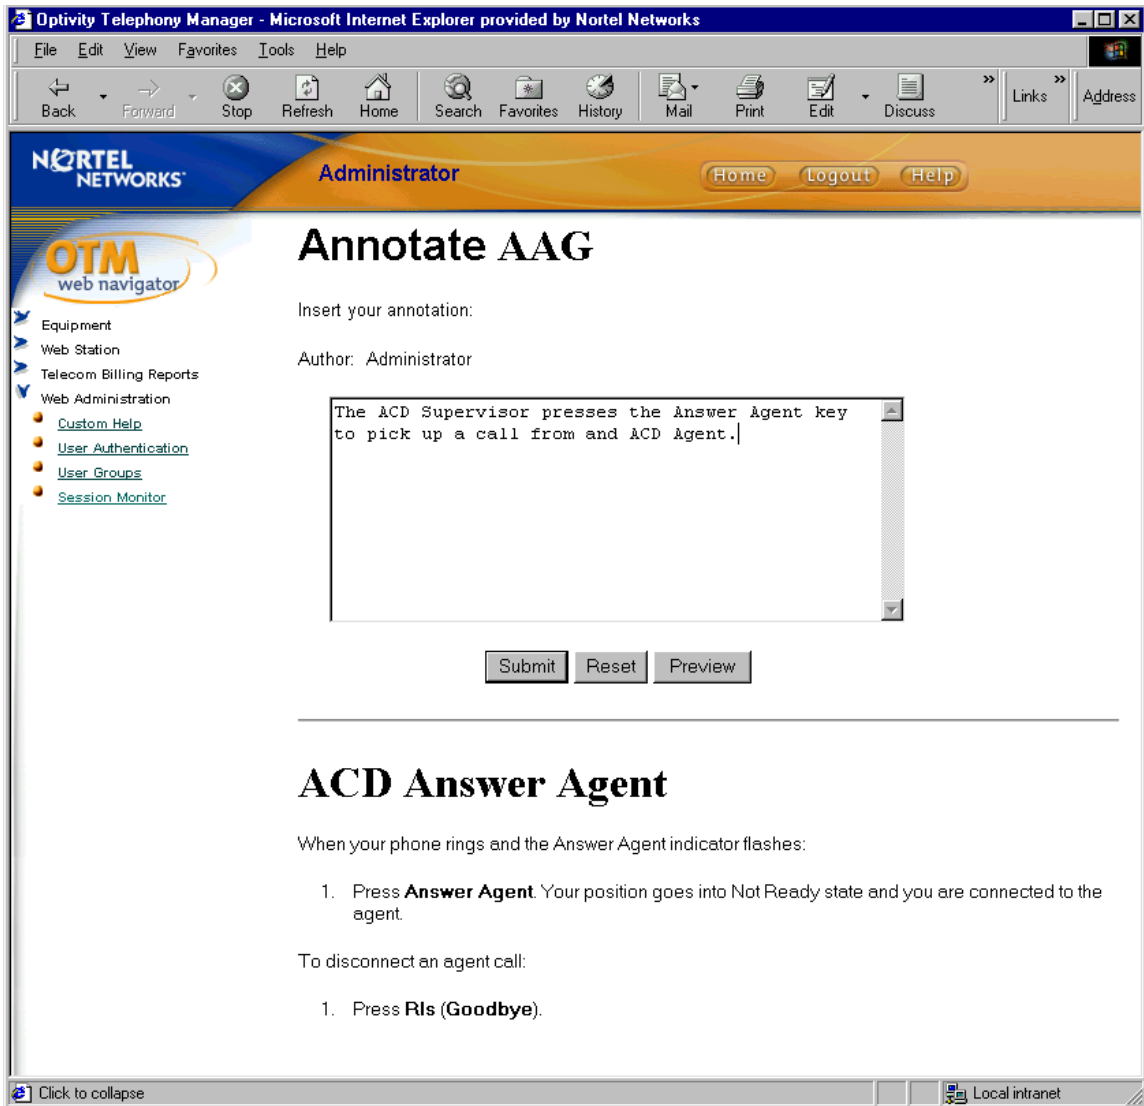 Optivity Telephony Manager - Microsoft Internet Explorer provided by Nortel Networks
File Edit View Favorites Tools Help
Back Forward Stop Refresh Home Search Favorites History Mail Print Edit Discuss » Links » Address
NORTEL
NETWORKS
Administrator
Home Logout Help
OTM
web navigator
Equipment
Web Station
Telecom Billing Reports
Web Administration
Custom Help
User Authentication
User Groups
Session Monitor
Annotate AAG
Insert your annotation:
Author: Administrator
The ACD Supervisor presses the Answer Agent key
to pick up a call from and ACD Agent.
Submit Reset Preview
ACD Answer Agent
When your phone rings and the Answer Agent indicator flashes:
1. Press Answer Agent. Your position goes into Not Ready state and you are connected to the
agent.
To disconnect an agent call:
1. Press Rls (Goodbye).
Click to collapse
Local intranet